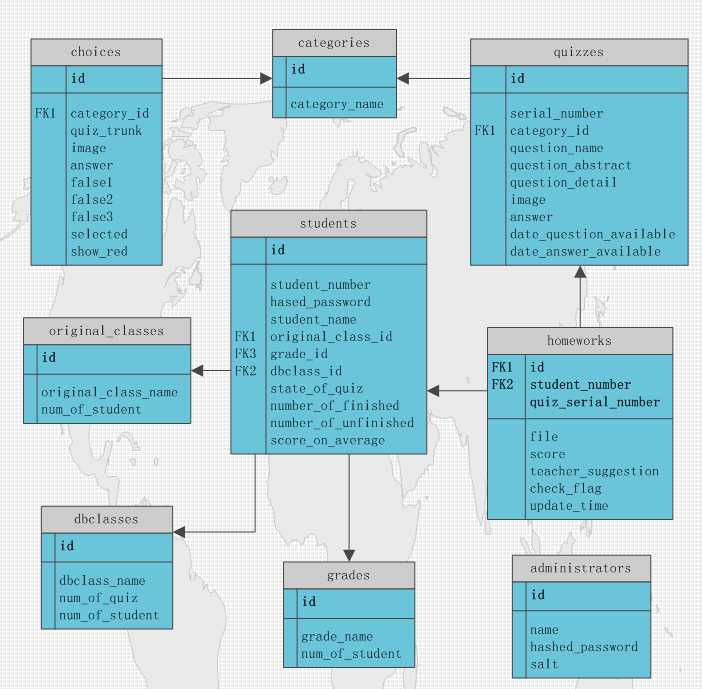 choices
id
FK1 category_id
quiz_trunk
image
answer
false1
false2
false3
selected
show_red
categories
id
category_name
quizzes
id
serial_number
FK1 category_id
question_name
question_abstract
question_detail
image
answer
date_question_available
date_answer_available
students
id
student_number
hased_password
student_name
FK1 original_class_id
FK3 grade_id
FK2 dbclass_id
state_of_quiz
number_of_finished
number_of_unfinished
score_on_average
original_classes
id
original_class_name
num_of_student
homeworks
FK1 id
FK2 student_number
quiz_serial_number
file
score
teacher_suggestion
check_flag
update_time
dbclasses
id
dbclass_name
num_of_quiz
num_of_student
grades
id
grade_name
num_of_student
administrators
id
name
hashed_password
salt